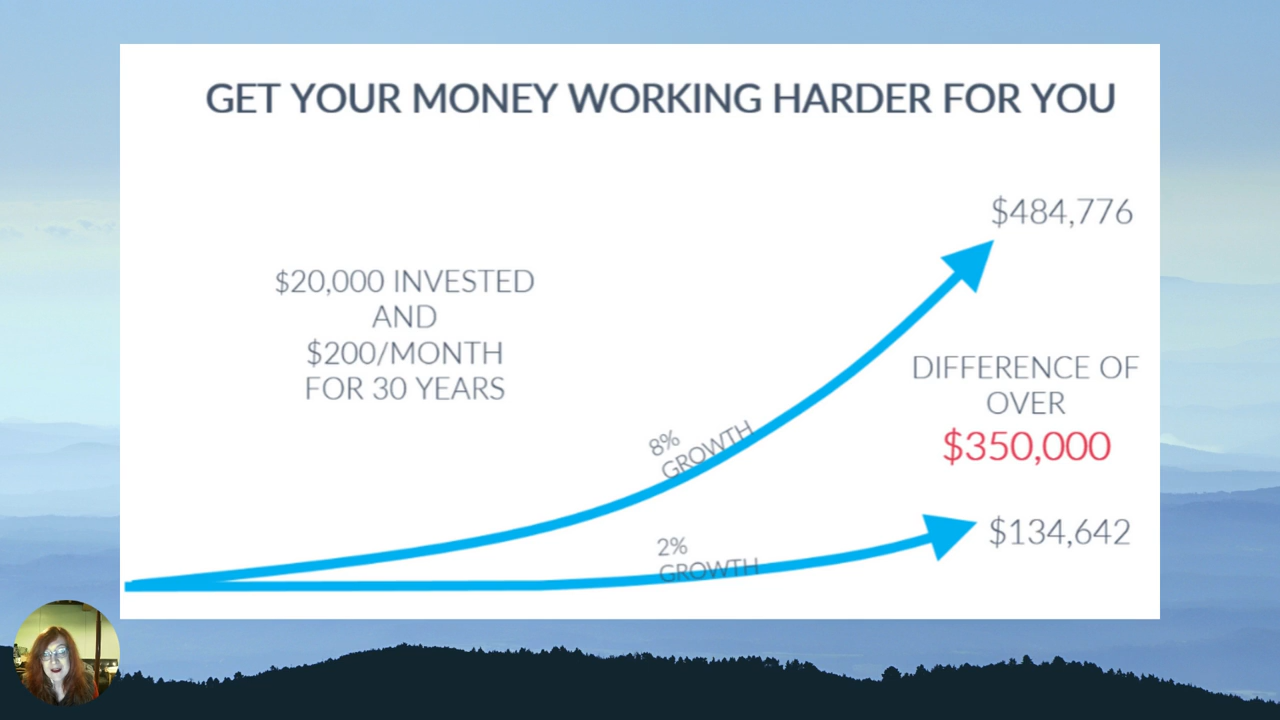 GET YOUR MONEY WORKING HARDER FOR YOU
$484,776
$20,000 INVESTED
AND
$200/MONTH
FOR 30 YEARS
DIFFERENCE OF
OVER
$350,000
8%
GROWTH
2%
GROWTH
$134,642